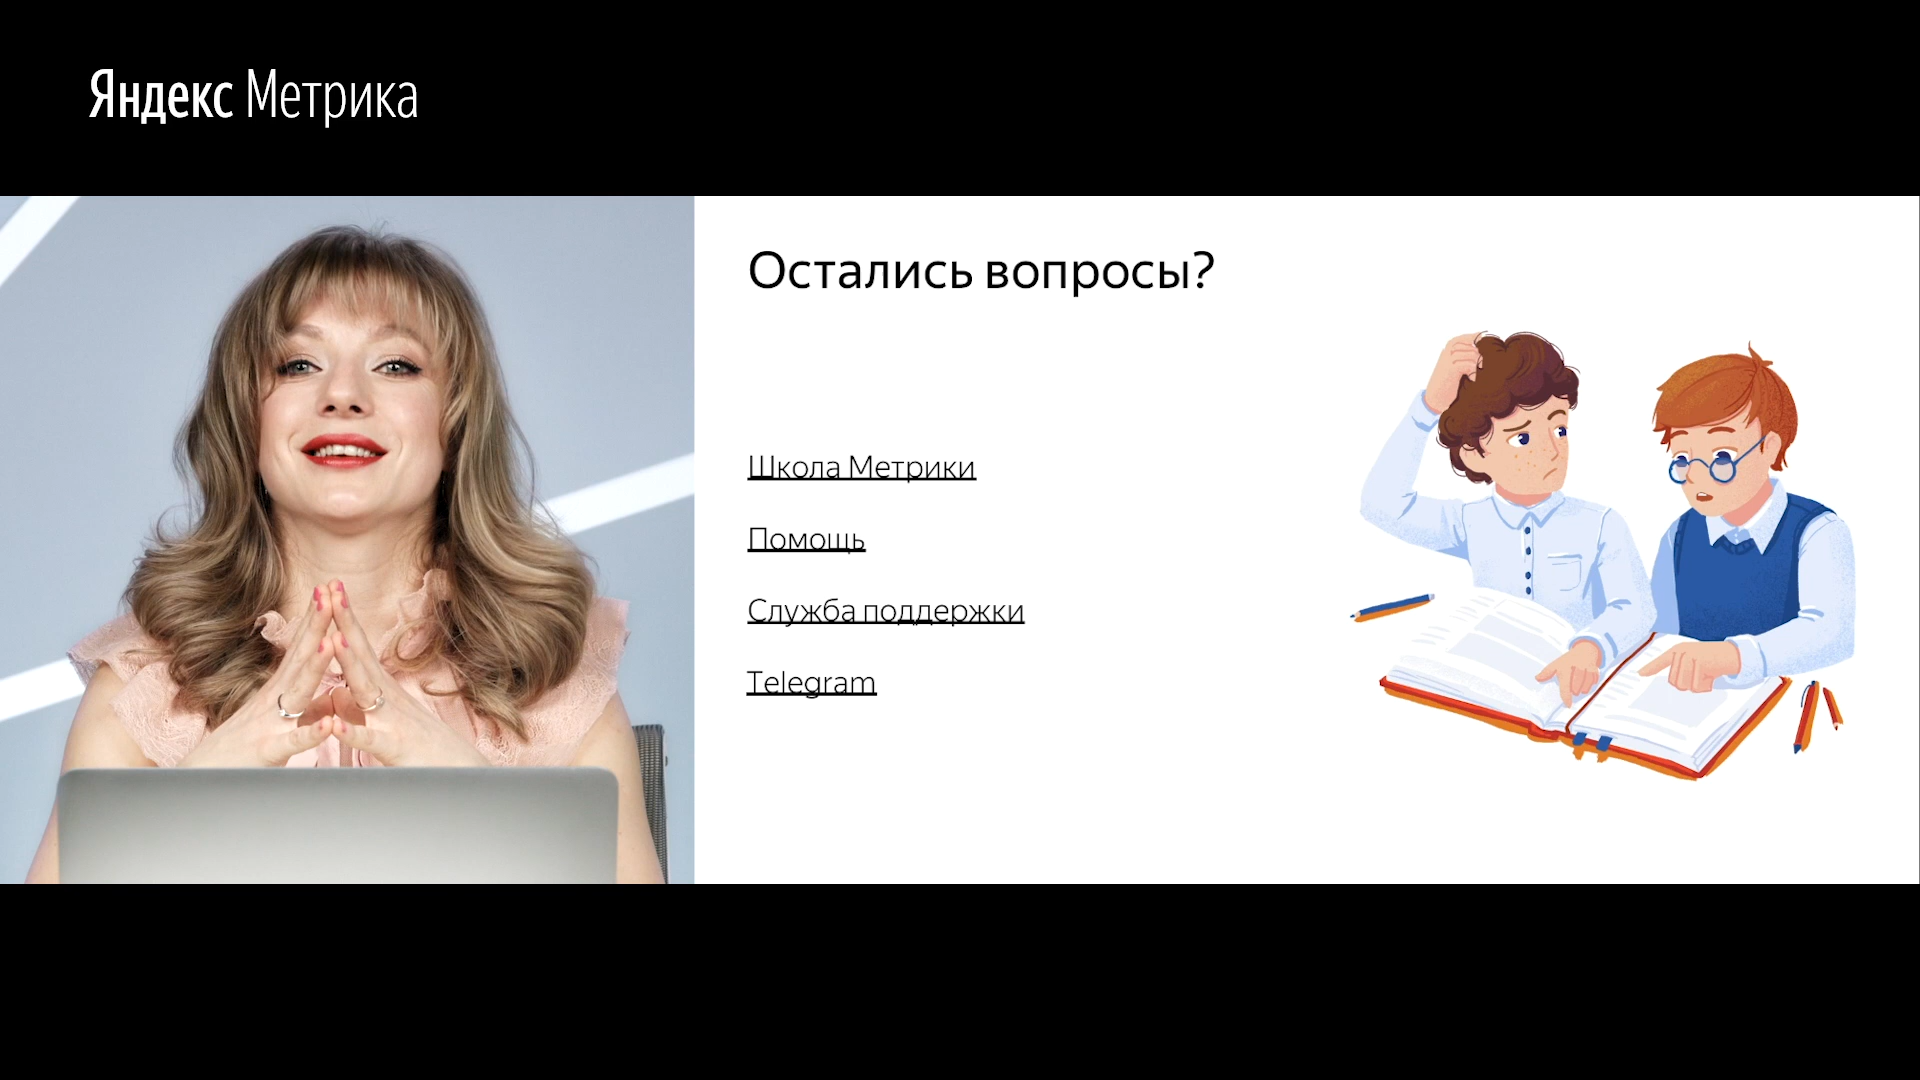 Яндекс Метрика
Остались вопросы?
Школа Метрики
Помощь
Служба поддержки
Telegram